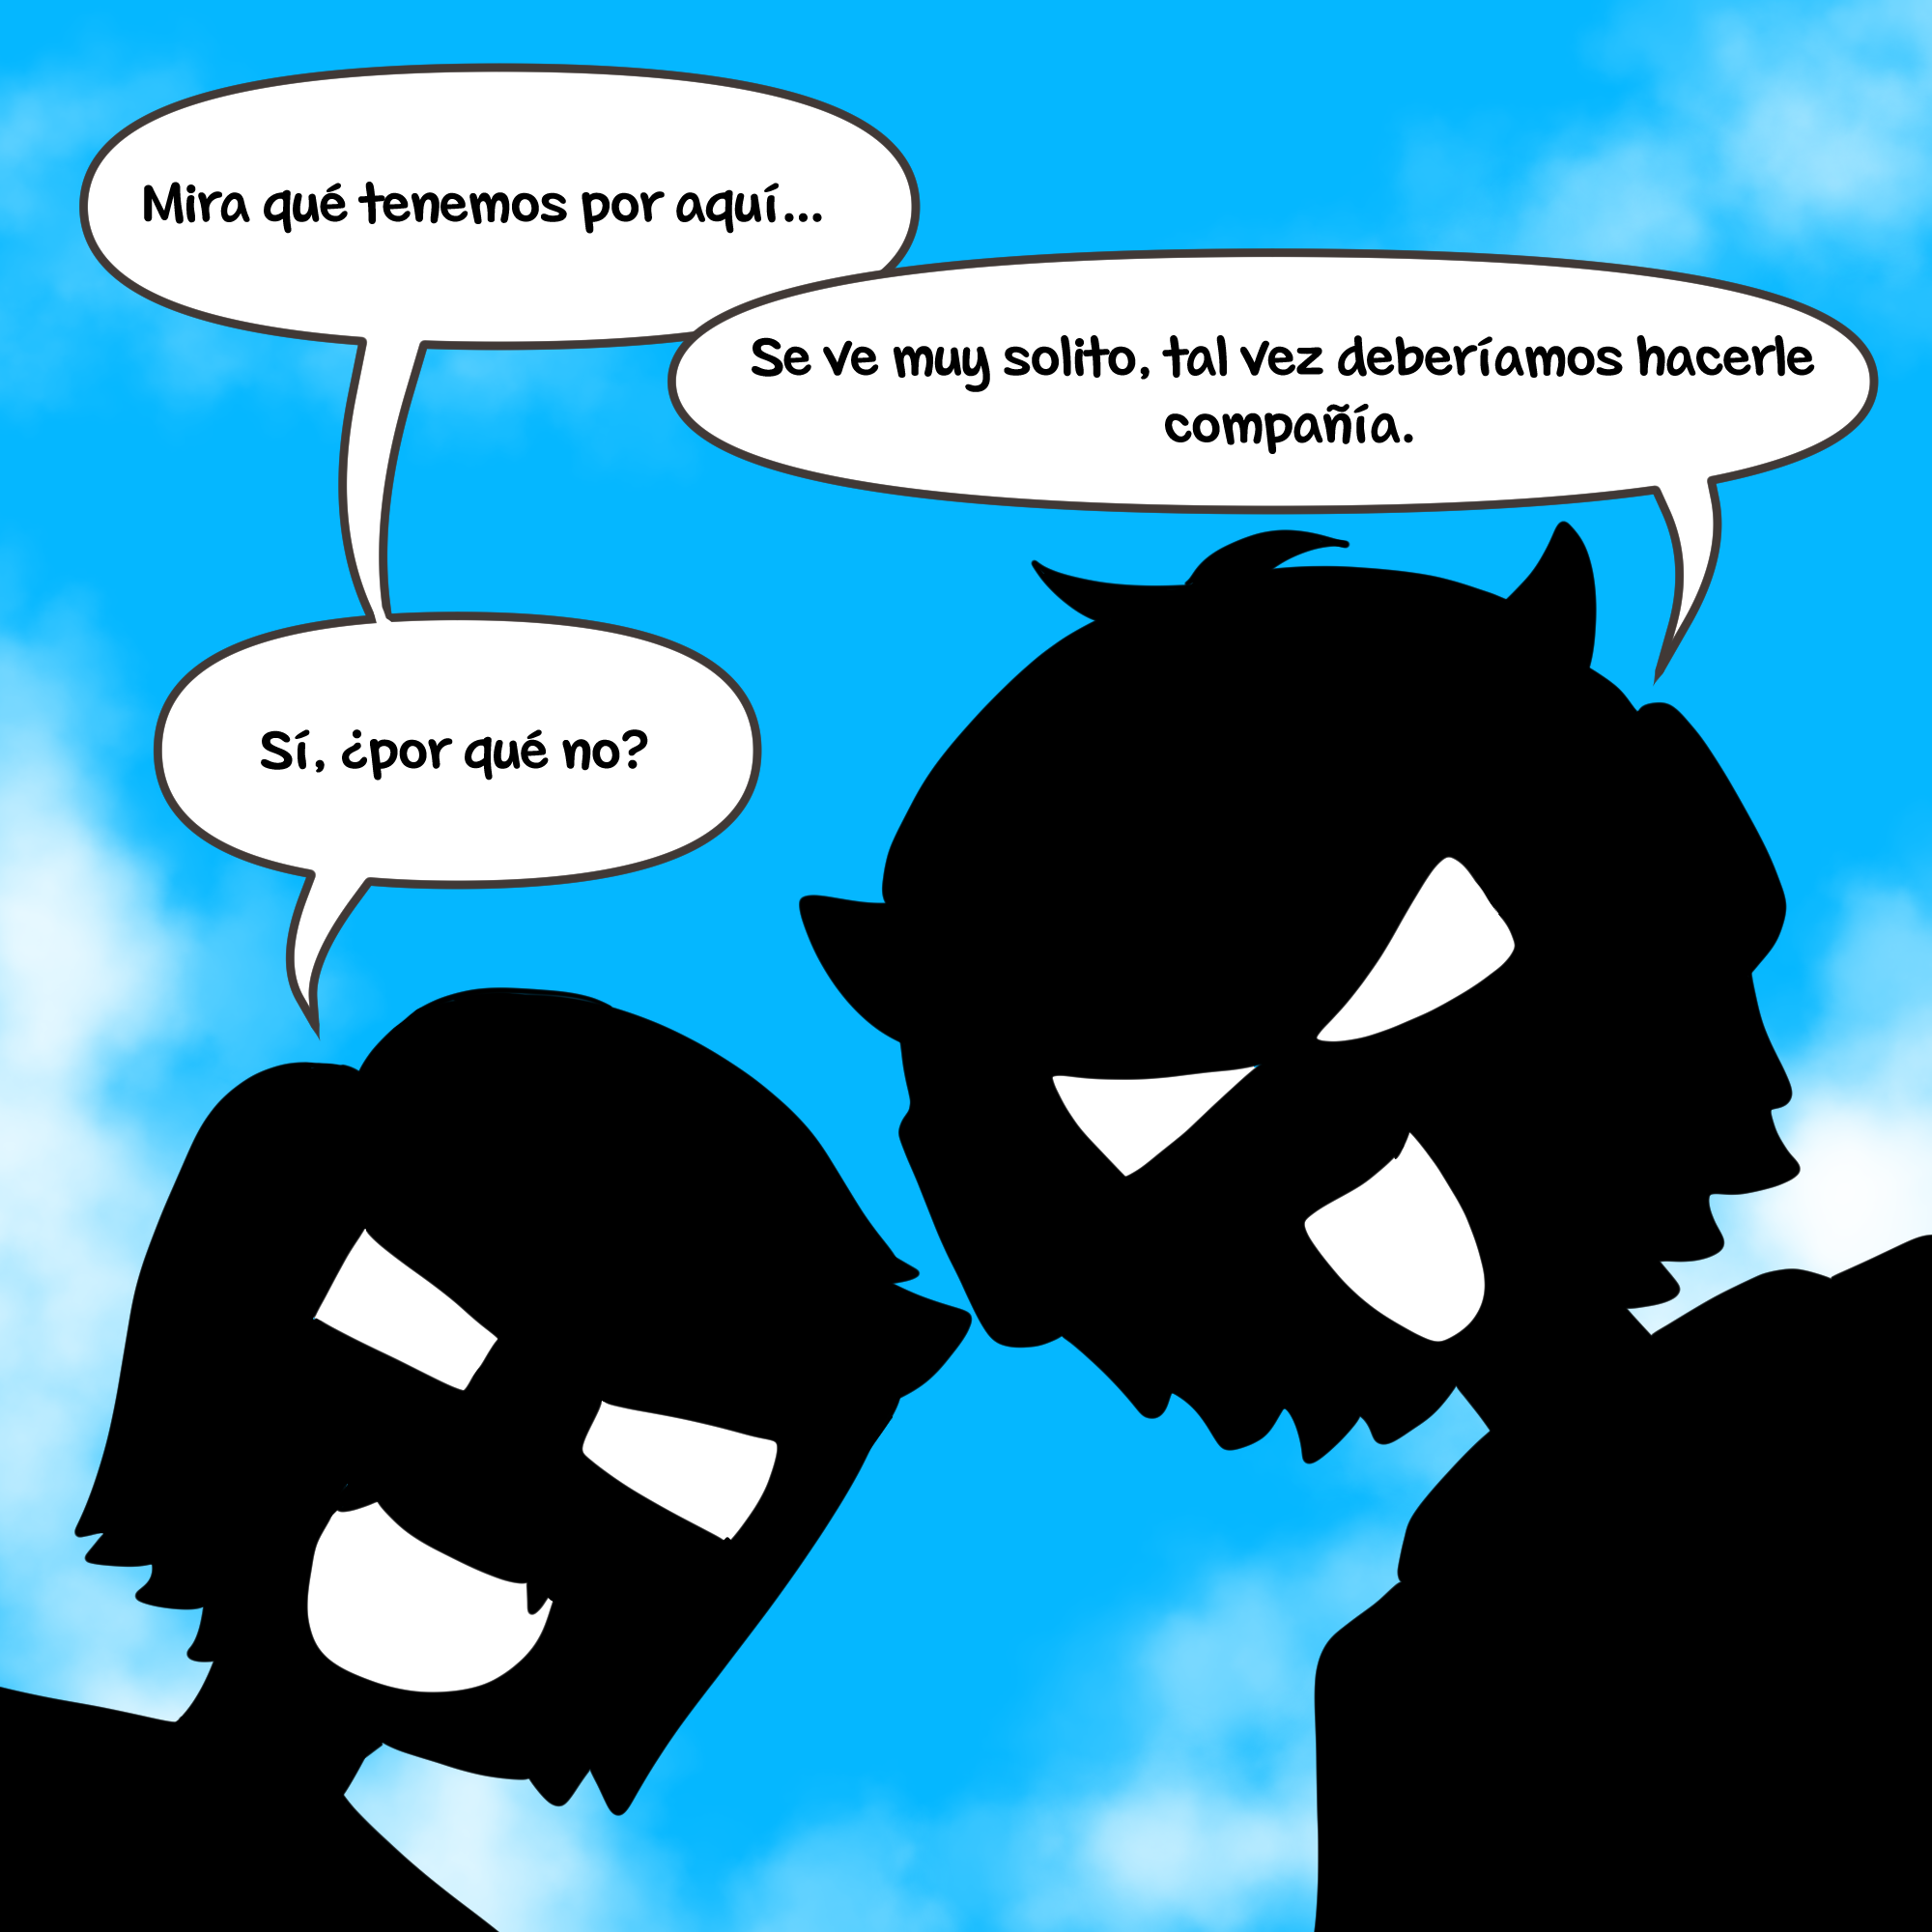 Mira qué tenemos por aquí...
Se ve muy solito, tal vez deberíamos hacerle
compañía.
Sí, ¿por qué no?